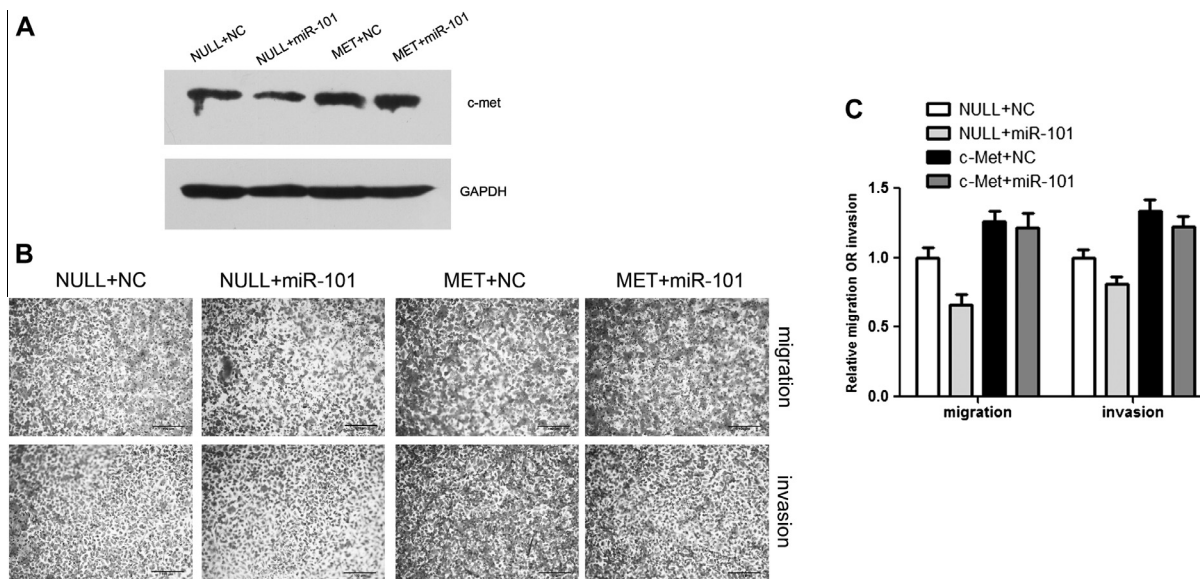 A
NULL+NC
NULL+miR-101
MET+NC
MET+miR-101
c-met
GAPDH
B
NULL+NC
NULL+miR-101
MET+NC
MET+miR-101
migration
invasion
C
NULL+NC
NULL+miR-101
c-Met+NC
c-Met+miR-101
Relative migration OR invasion
1.5
1.0
0.5
0.0
migration
invasion